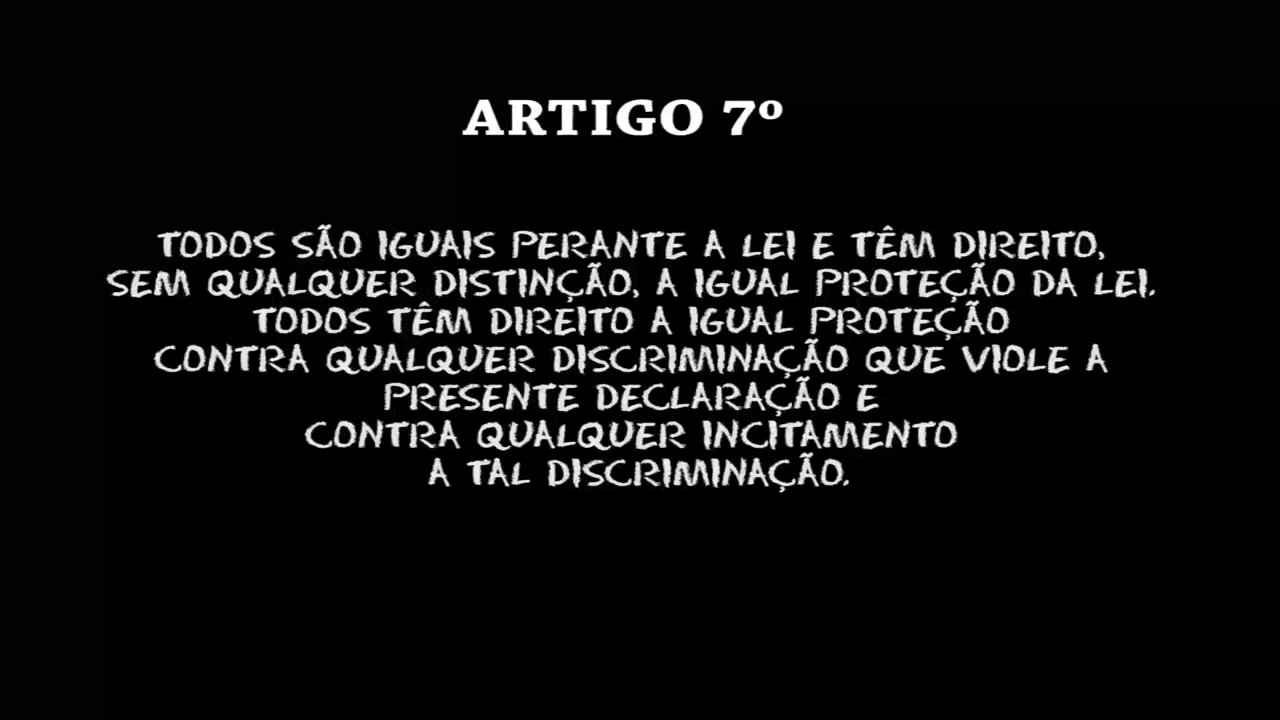 ARTIGO 7º
TODOS SÃO IGUAIS PERANTE A LEI E TÊM DIREITO,
SEM QUALQUER DISTINÇÃO, A IGUAL PROTEÇÃO DA LEI.
TODOS TÊM DIREITO A IGUAL PROTEÇÃO
CONTRA QUALQUER DISCRIMINAÇÃO QUE VIOLE A
PRESENTE DECLARAÇÃO E
CONTRA QUALQUER INCITAMENTO
A TAL DISCRIMINAÇÃO.